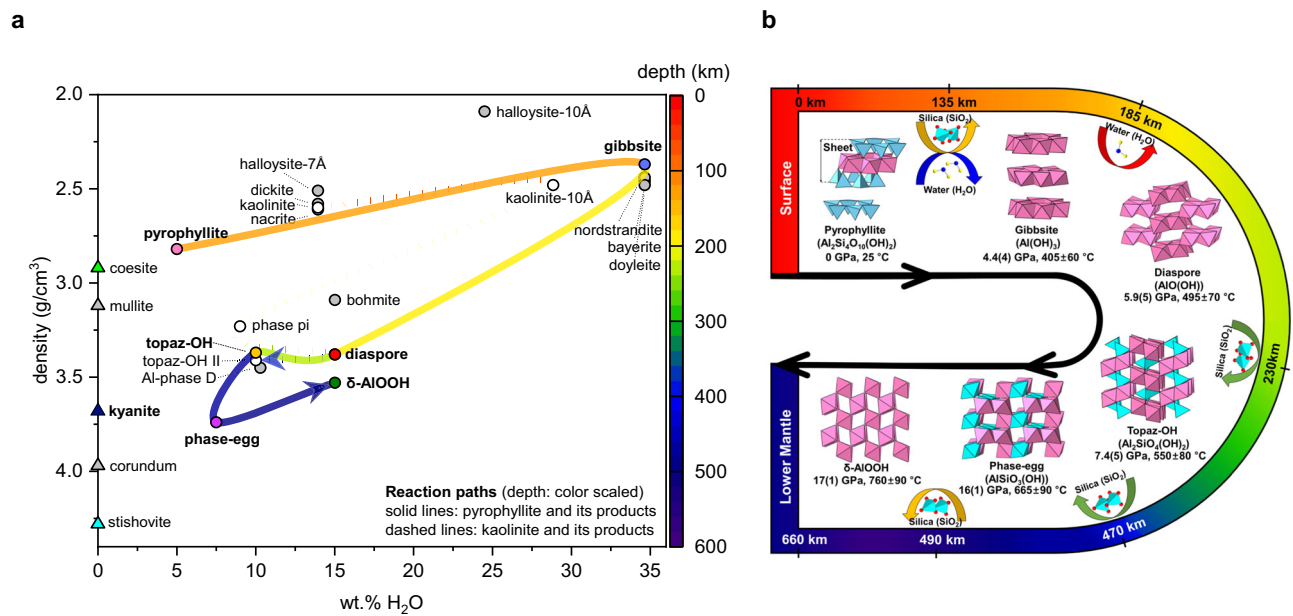 a
depth (km)
density (g/cm³)
2.0
2.5
3.0
3.5
4.0
0
5
10
15
20
25
30
35
wt.% H₂O
0
100
200
300
400
500
600
halloysite-10Å
gibbsite
halloysite-7Å
dickite
kaolinite
nacrite
kaolinite-10Å
nordstrandite
bayerite
doyleite
pyrophyllite
coesite
mullite
bohmite
phase pi
topaz-OH
topaz-OH II
Al-phase D
diaspore
δ-AlOOH
kyanite
phase-egg
corundum
stishovite
Reaction paths (depth: color scaled)
solid lines: pyrophyllite and its products
dashed lines: kaolinite and its products
b
0 km
135 km
185 km
230km
470 km
490 km
660 km
Surface
Lower Mantle
Sheet
Pyrophyllite
(Al₂Si₄O₁₀(OH)₂)
0 GPa, 25 °C
Silica (SiO₂)
Water (H₂O)
Gibbsite
(Al(OH)₃)
4.4(4) GPa, 405±60 °C
Water (H₂O)
Diaspore
(AlO(OH))
5.9(5) GPa, 495±70 °C
Silica (SiO₂)
Topaz-OH
(Al₂SiO₄(OH)₂)
7.4(5) GPa, 550±80 °C
Silica (SiO₂)
Phase-egg
(AlSiO₃(OH))
16(1) GPa, 665±90 °C
Silica (SiO₂)
δ-AlOOH
17(1) GPa, 760±90 °C